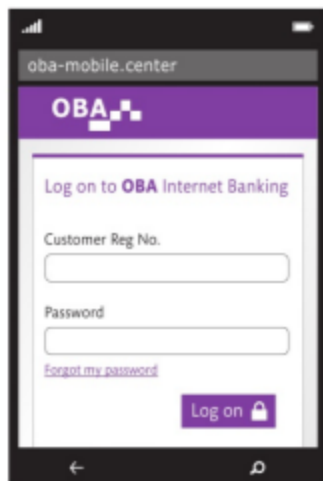 oba-mobile.center
OBA
Log on to OBA Internet Banking
Customer Reg No.
Password
Forgot my password
Log on